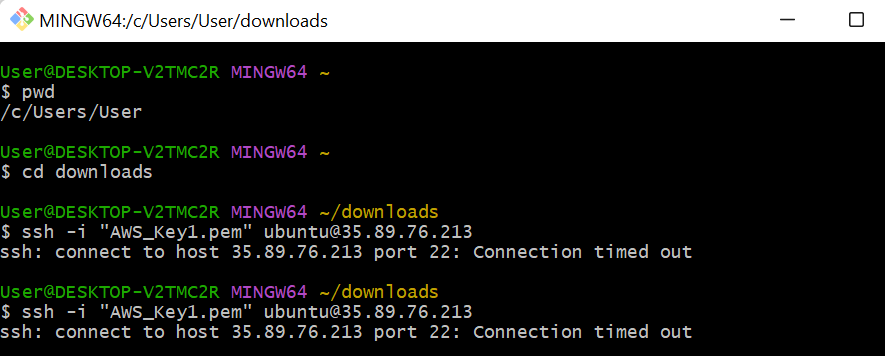 MINGW64:/c/Users/User/downloads
User@DESKTOP-V2TMC2R MINGW64 ~
$ pwd
/c/Users/User
User@DESKTOP-V2TMC2R MINGW64 ~
$ cd downloads
User@DESKTOP-V2TMC2R MINGW64 ~/downloads
$ ssh -i "AWS_Key1.pem" ubuntu@35.89.76.213
ssh: connect to host 35.89.76.213 port 22: Connection timed out
User@DESKTOP-V2TMC2R MINGW64 ~/downloads
$ ssh -i "AWS_Key1.pem" ubuntu@35.89.76.213
ssh: connect to host 35.89.76.213 port 22: Connection timed out